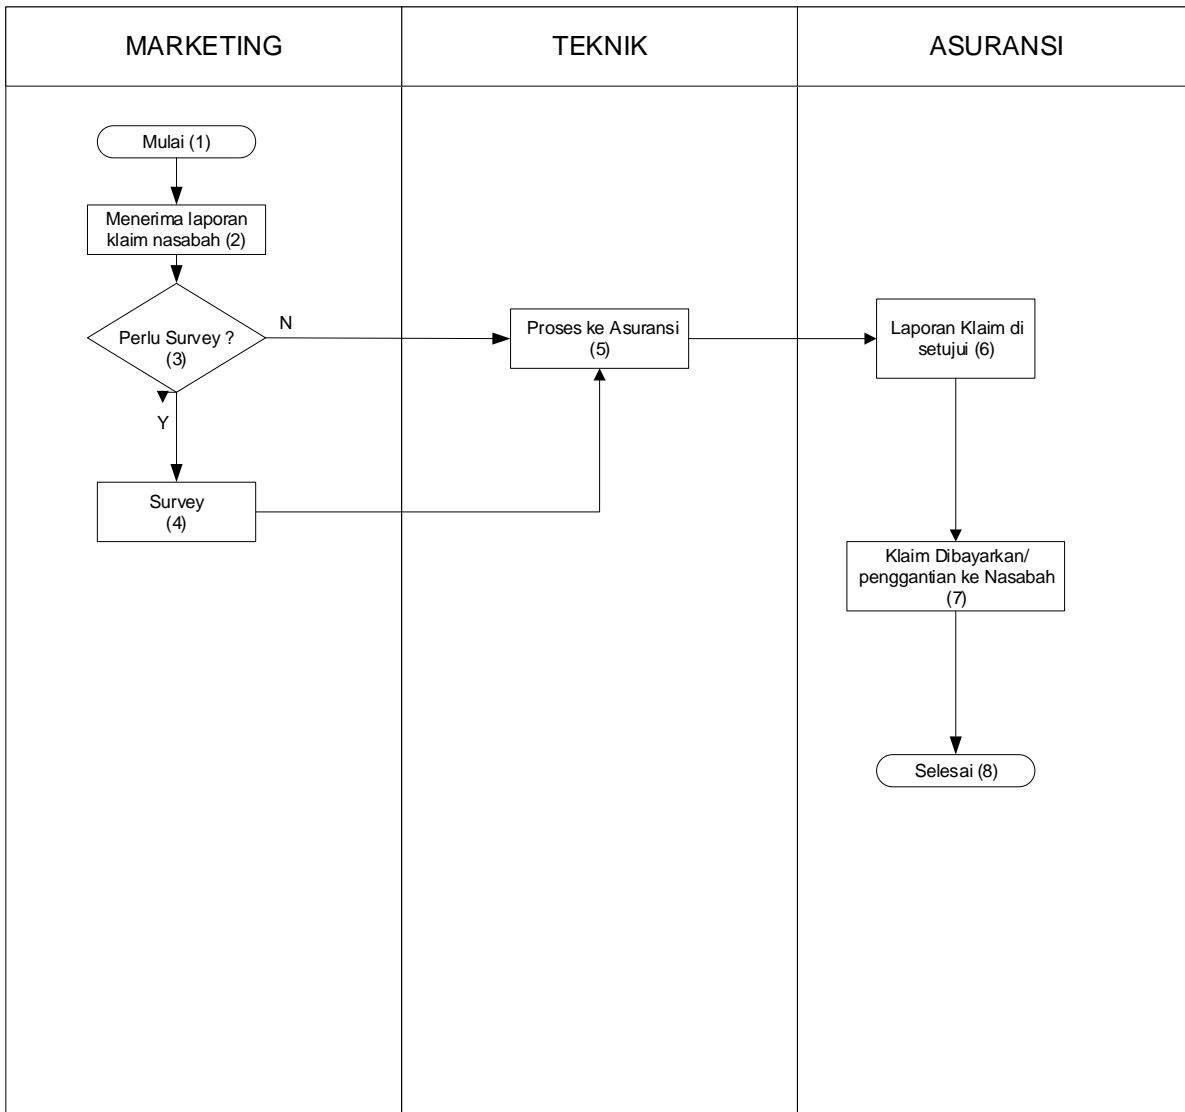 MARKETING
TEKNIK
ASURANSI
Mulai (1)
Menerima laporan
klaim nasabah (2)
Perlu Survey ?
(3)
N
Y
Survey
(4)
Proses ke Asuransi
(5)
Laporan Klaim di
setujui (6)
Klaim Dibayarkan/
penggantian ke Nasabah
(7)
Selesai (8)